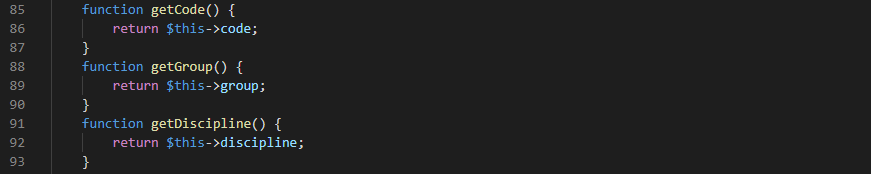 85 function getCode() {
86 return $this->code;
87 }
88 function getGroup() {
89 return $this->group;
90 }
91 function getDiscipline() {
92 return $this->discipline;
93 }